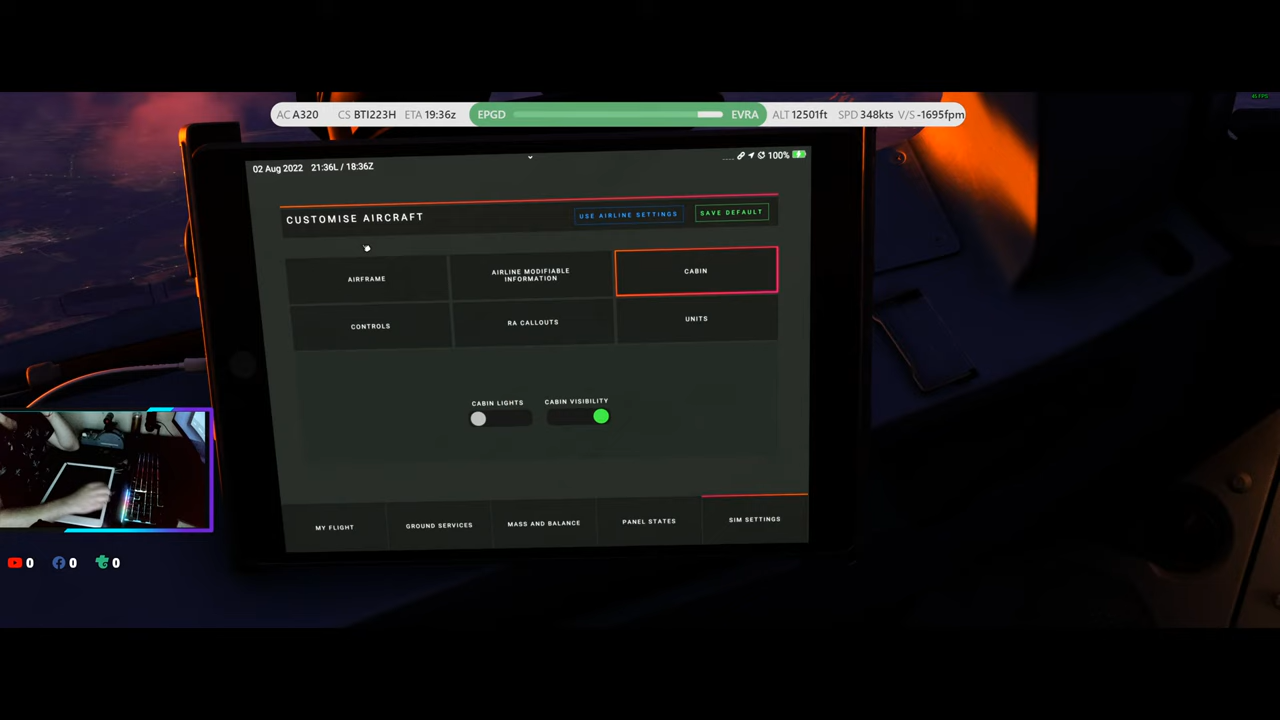 45 FPS
AC A320 CS BTI223H ETA 19:36z EPGD EVRA ALT 12501ft SPD 348kts V/S -1695fpm
02 Aug 2022 21:36L / 18:36Z 100%
CUSTOMISE AIRCRAFT USE AIRLINE SETTINGS SAVE DEFAULT
AIRFRAME AIRLINE MODIFIABLE INFORMATION CABIN
CONTROLS RA CALLOUTS UNITS
CABIN LIGHTS CABIN VISIBILITY
MY FLIGHT GROUND SERVICES MASS AND BALANCE PANEL STATES SIM SETTINGS
0 0 0